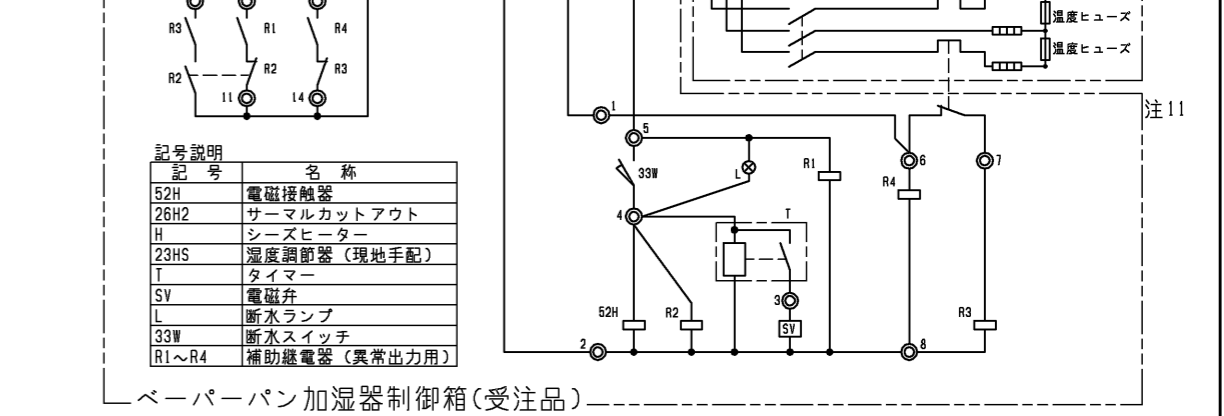 温度ヒューズ
温度ヒューズ
R3
R1
R4
R2
R2
R3
11
14
1
注11
5
33W
L
R1
6
7
R4
4
T
3
52H
R2
SV
R3
2
8
記号説明
記 号 名 称
52H 電磁接触器
26H2 サーマルカットアウト
H シーズヒーター
23HS 湿度調節器(現地手配)
T タイマー
SV 電磁弁
L 断水ランプ
33W 断水スイッチ
R1～R4 補助継電器(異常出力用)
ベーパーパン加湿器制御箱(受注品)